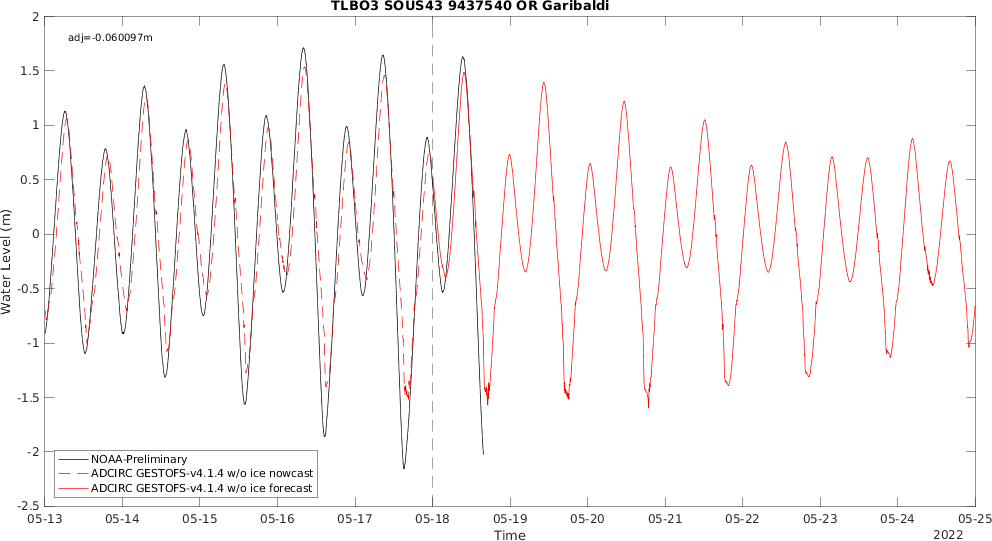 TLBO3 SOUS43 9437540 OR Garibaldi
adj=-0.060097m
2
1.5
1
0.5
0
-0.5
-1
-1.5
-2
-2.5
Water Level (m)
NOAA-Preliminary
ADCIRC GESTOFS-v4.1.4 w/o ice nowcast
ADCIRC GESTOFS-v4.1.4 w/o ice forecast
05-13 05-14 05-15 05-16 05-17 05-18 05-19 05-20 05-21 05-22 05-23 05-24 05-25
Time
2022